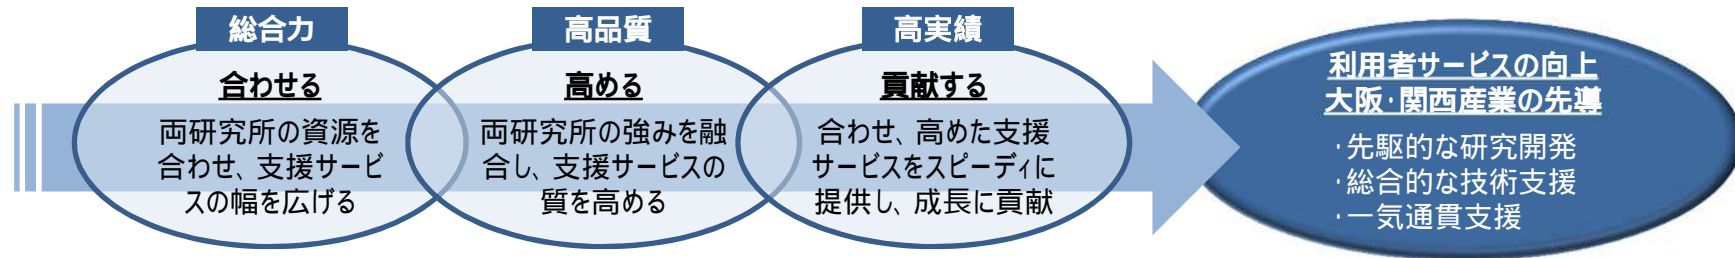 総合力
合わせる
両研究所の資源を
合わせ、支援サービ
スの幅を広げる
高品質
高める
両研究所の強みを融
合し、支援サービスの
質を高める
高実績
貢献する
合わせ、高めた支援
サービスをスピーディに
提供し、成長に貢献
利用者サービスの向上
大阪・関西産業の先導
・先駆的な研究開発
・総合的な技術支援
・一気通貫支援